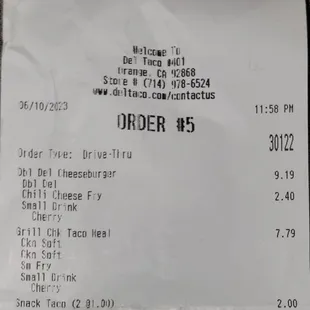 Welcome To
Del Taco #401
Orange, CA 92868
Store # (714) 978-6524
www.deltaco.com/contactus
06/10/2023 11:58 PM
ORDER #5
30122
Order Type: Drive-Thru
Dbl Del Cheeseburger 9.19
Dbl Del
Chili Cheese Fry 2.40
Small Drink
Cherry
Grill Chk Taco Meal 7.79
Ckn Soft
Ckn Soft
Sm Fry
Small Drink
Cherry
Snack Taco (2 @1.00) 2.00